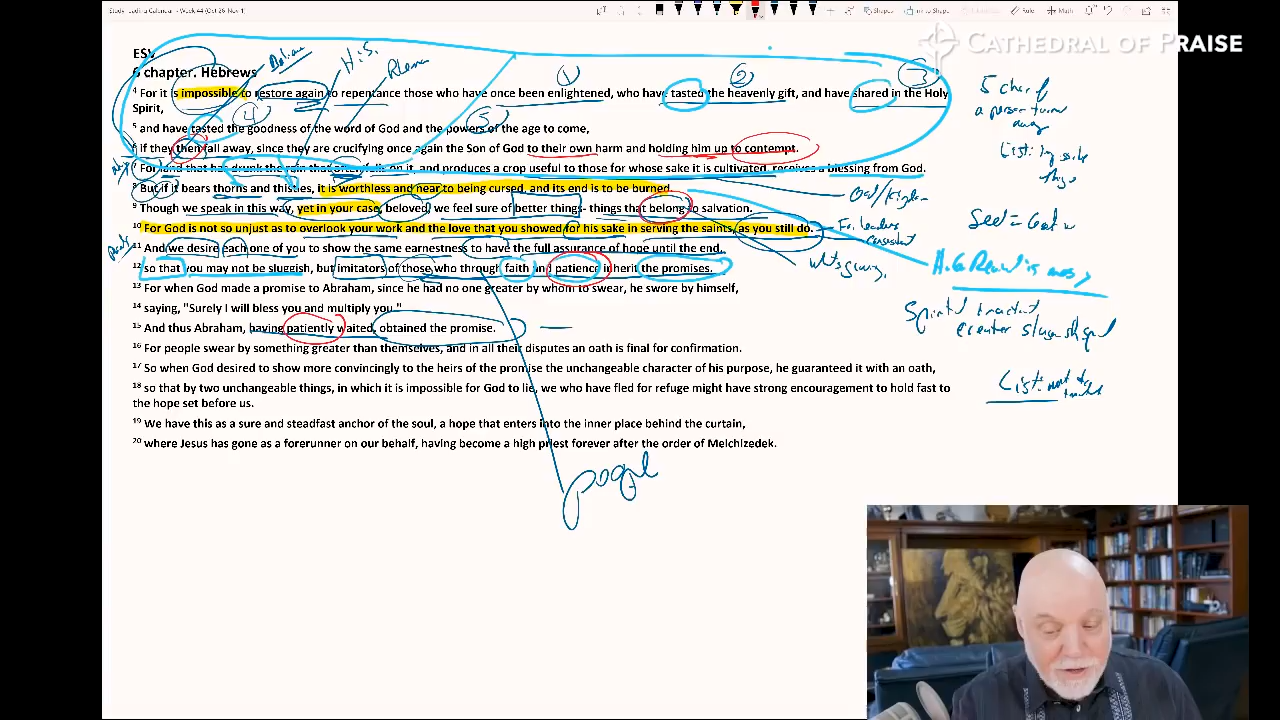 Study Reading Calendar - Week 44 (Oct 26-Nov 1)
Shapes
Ink to Shape
Rule
Math
CATHEDRAL OF PRAISE
ESV
6 chapter. Hebrews
4 For it is impossible to restore again to repentance those who have once been enlightened, who have tasted the heavenly gift, and have shared in the Holy
Spirit,
5 and have tasted the goodness of the word of God and the powers of the age to come,
6 If they then fall away, since they are crucifying once again the Son of God to their own harm and holding him up to contempt.
7 For land that has drunk the rain that often falls on it, and produces a crop useful to those for whose sake it is cultivated, receives a blessing from God.
8 But if it bears thorns and thistles, it is worthless and near to being cursed, and its end is to be burned.
9 Though we speak in this way, yet in your case, beloved, we feel sure of better things- things that belong to salvation.
10 For God is not so unjust as to overlook your work and the love that you showed for his sake in serving the saints, as you still do.
11 And we desire each one of you to show the same earnestness to have the full assurance of hope until the end.
12 so that you may not be sluggish, but imitators of those who through faith and patience inherit the promises.
13 For when God made a promise to Abraham, since he had no one greater by whom to swear, he swore by himself,
14 saying, "Surely I will bless you and multiply you."
15 And thus Abraham, having patiently waited, obtained the promise.
16 For people swear by something greater than themselves, and in all their disputes an oath is final for confirmation.
17 So when God desired to show more convincingly to the heirs of the promise the unchangeable character of his purpose, he guaranteed it with an oath,
18 so that by two unchangeable things, in which it is impossible for God to lie, we who have fled for refuge might have strong encouragement to hold fast to
the hope set before us.
19 We have this as a sure and steadfast anchor of the soul, a hope that enters into the inner place behind the curtain,
20 where Jesus has gone as a forerunner on our behalf, having become a high priest forever after the order of Melchizedek.
H.S.
1
2
3
4
5
a person turns
away